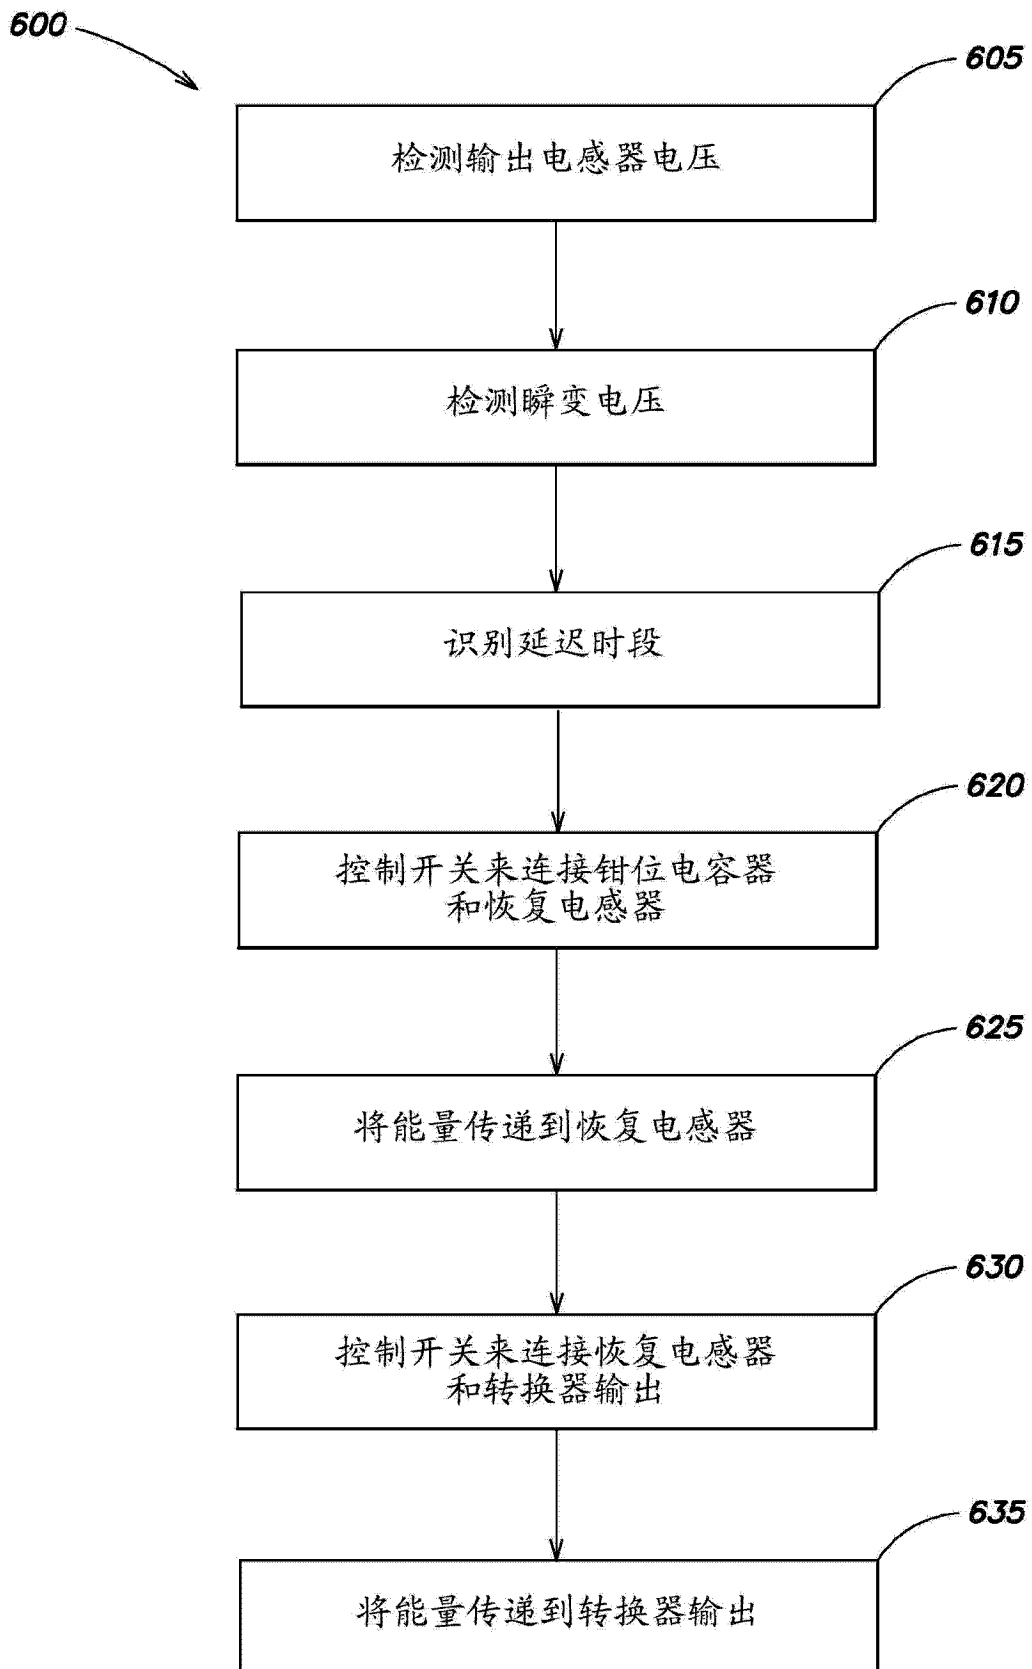 600
605
检测输出电感器电压
610
检测瞬变电压
615
识别延迟时段
620
控制开关来连接钳位电容器
和恢复电感器
625
将能量传递到恢复电感器
630
控制开关来连接恢复电感器
和转换器输出
635
将能量传递到转换器输出